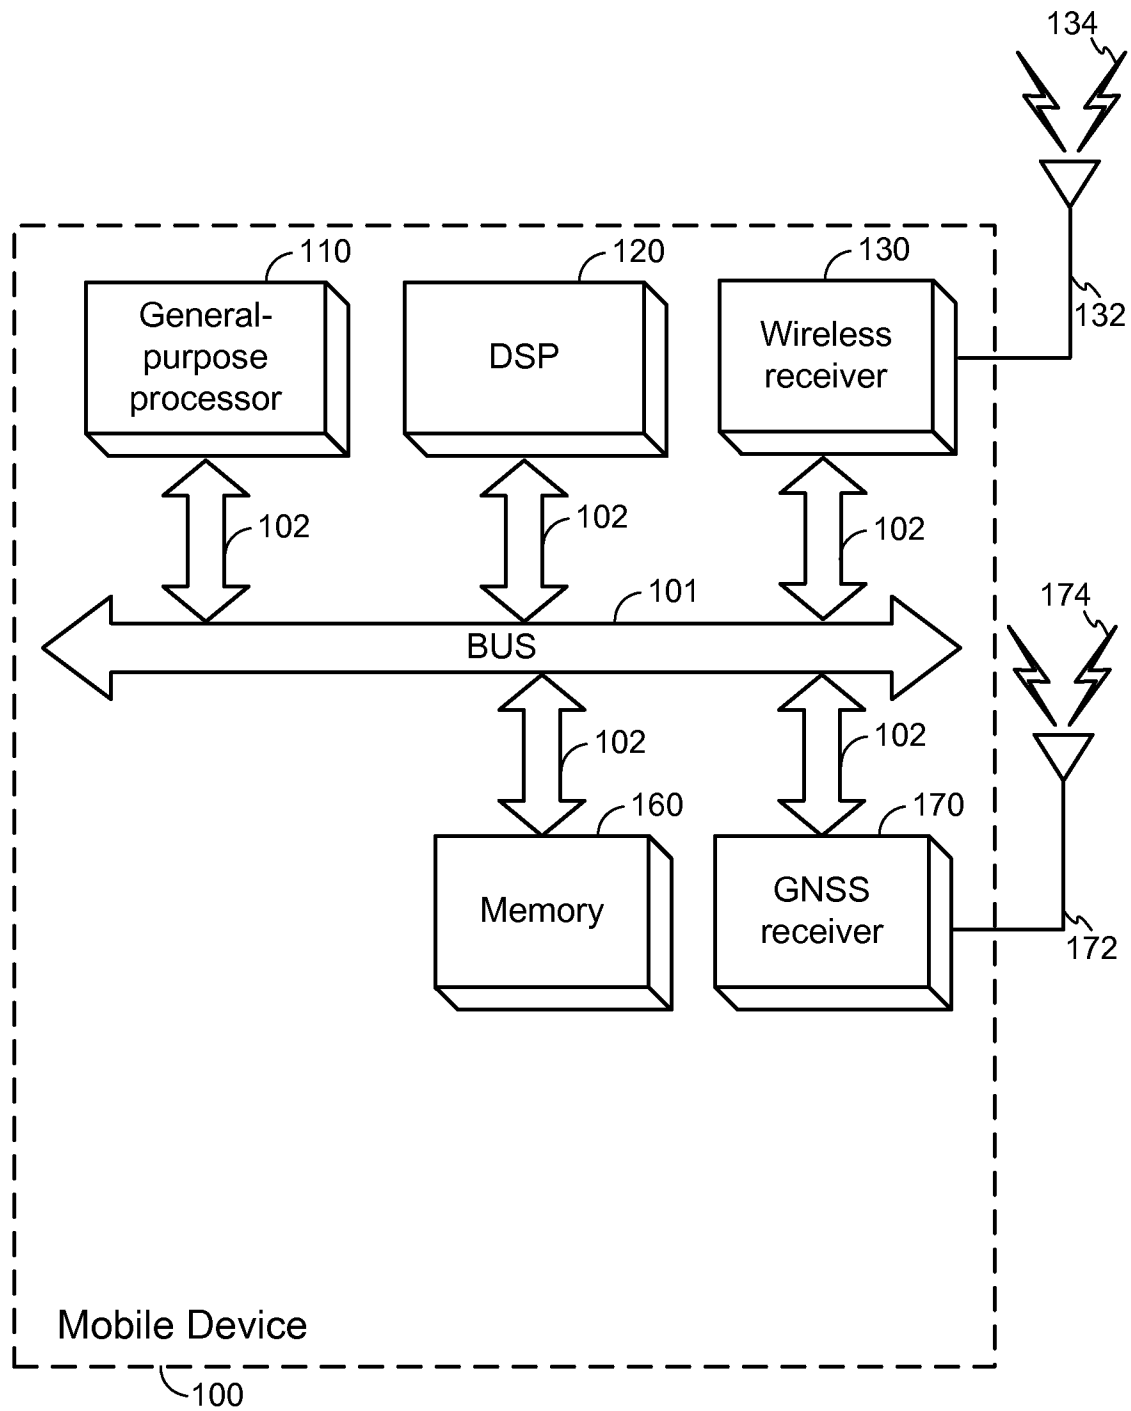 134
110
120
130
General-
purpose
processor
DSP
Wireless
receiver
132
102
102
102
101
BUS
174
102
102
160
170
Memory
GNSS
receiver
172
Mobile Device
100